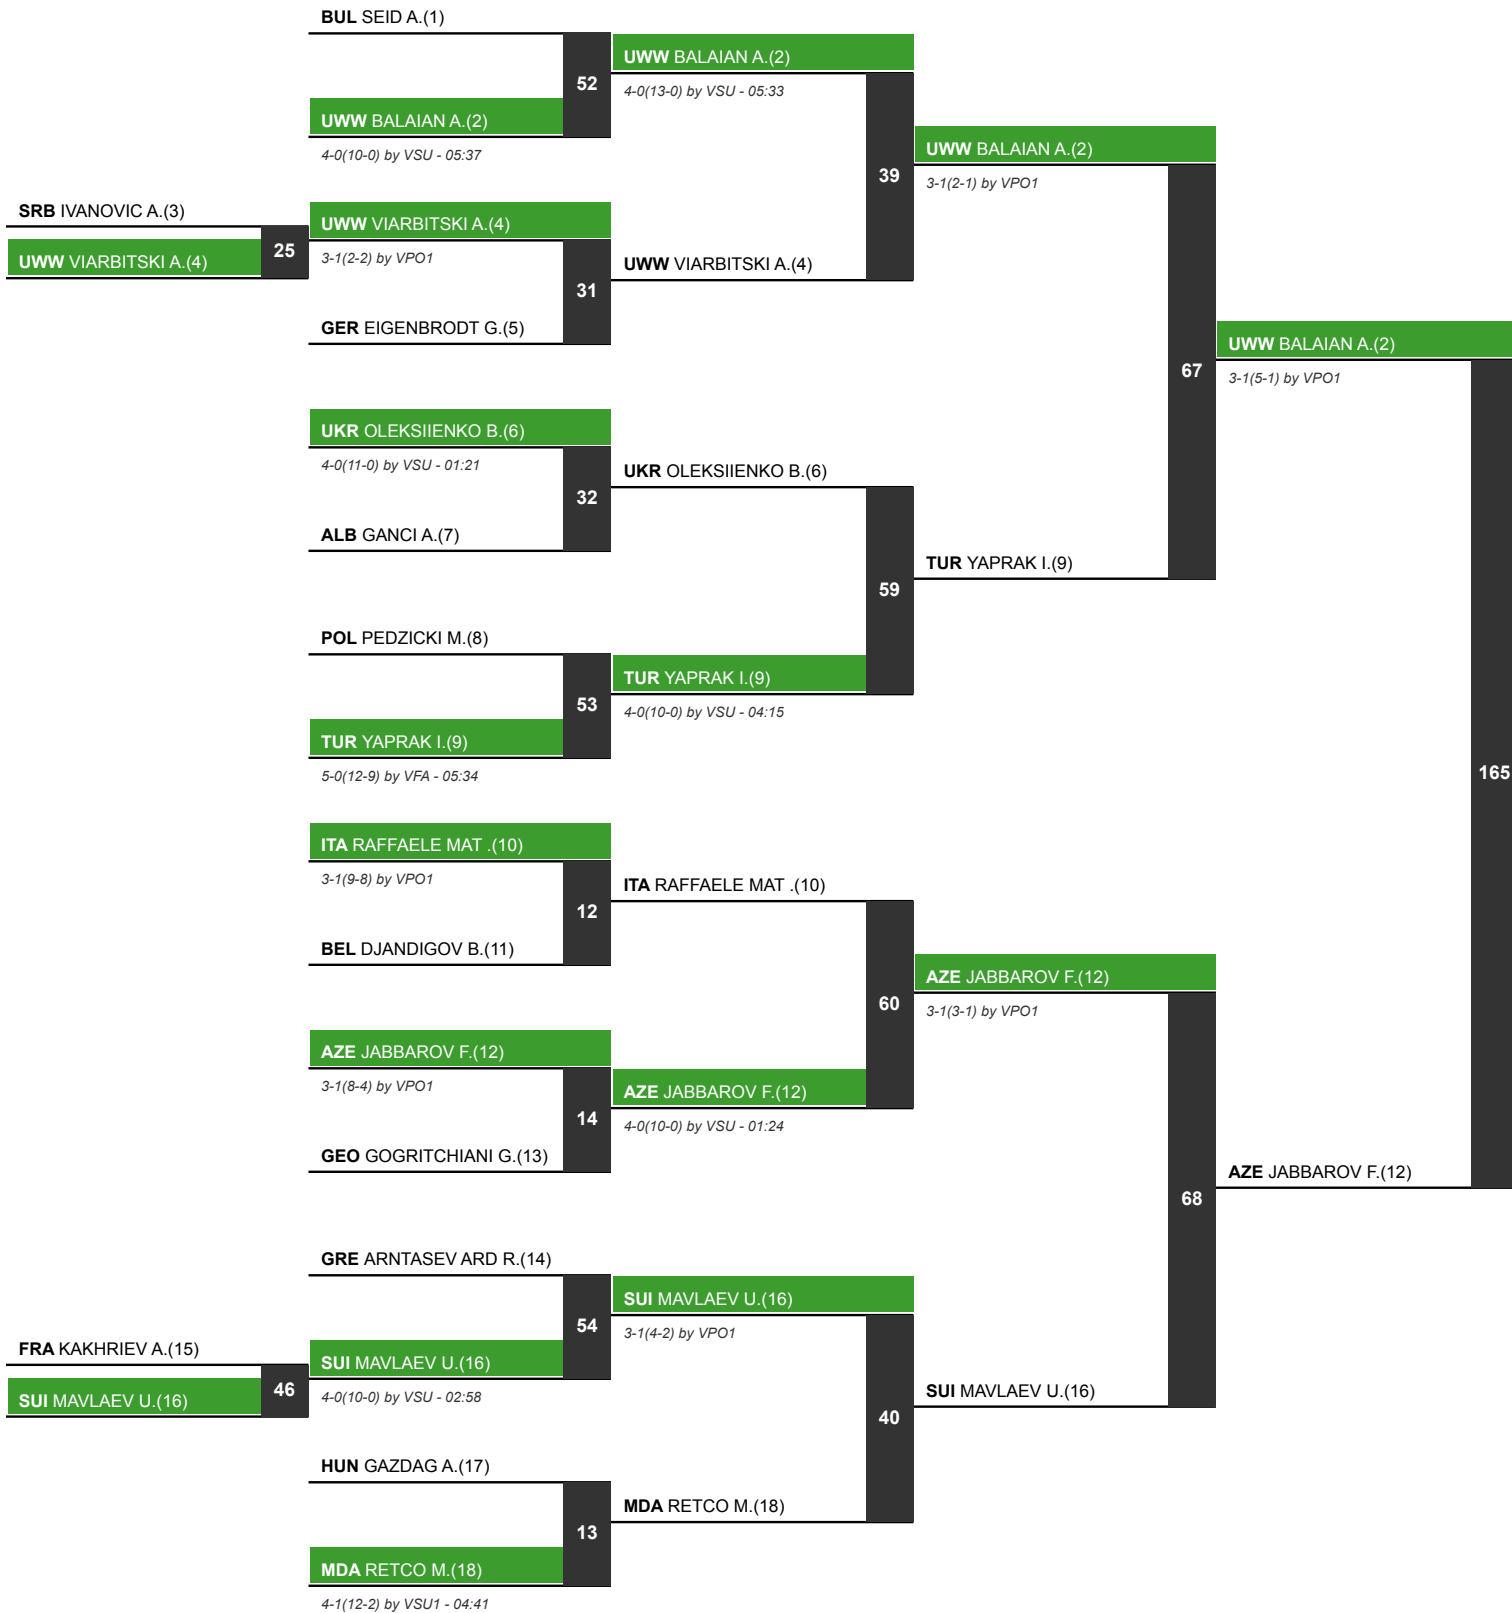 BUL SEID A.(1)
52
UWW BALAIAN A.(2)
4-0(10-0) by VSU - 05:37
SRB IVANOVIC A.(3)
25
UWW VIARBITSKI A.(4)
UWW VIARBITSKI A.(4)
3-1(2-2) by VPO1
31
GER EIGENBRODT G.(5)
UKR OLEKSIIENKO B.(6)
4-0(11-0) by VSU - 01:21
32
ALB GANCI A.(7)
POL PEDZICKI M.(8)
53
TUR YAPRAK I.(9)
5-0(12-9) by VFA - 05:34
ITA RAFFAELE MAT .(10)
3-1(9-8) by VPO1
12
BEL DJANDIGOV B.(11)
AZE JABBAROV F.(12)
3-1(8-4) by VPO1
14
GEO GOGRITCHIANI G.(13)
GRE ARNTASEV ARD R.(14)
54
FRA KAKHRIEV A.(15)
46
SUI MAVLAEV U.(16)
SUI MAVLAEV U.(16)
4-0(10-0) by VSU - 02:58
HUN GAZDAG A.(17)
13
MDA RETCO M.(18)
4-1(12-2) by VSU1 - 04:41
UWW BALAIAN A.(2)
4-0(13-0) by VSU - 05:33
39
UWW VIARBITSKI A.(4)
UKR OLEKSIIENKO B.(6)
59
TUR YAPRAK I.(9)
4-0(10-0) by VSU - 04:15
ITA RAFFAELE MAT .(10)
60
AZE JABBAROV F.(12)
4-0(10-0) by VSU - 01:24
SUI MAVLAEV U.(16)
3-1(4-2) by VPO1
40
MDA RETCO M.(18)
UWW BALAIAN A.(2)
3-1(2-1) by VPO1
67
TUR YAPRAK I.(9)
AZE JABBAROV F.(12)
3-1(3-1) by VPO1
68
SUI MAVLAEV U.(16)
UWW BALAIAN A.(2)
3-1(5-1) by VPO1
165
AZE JABBAROV F.(12)